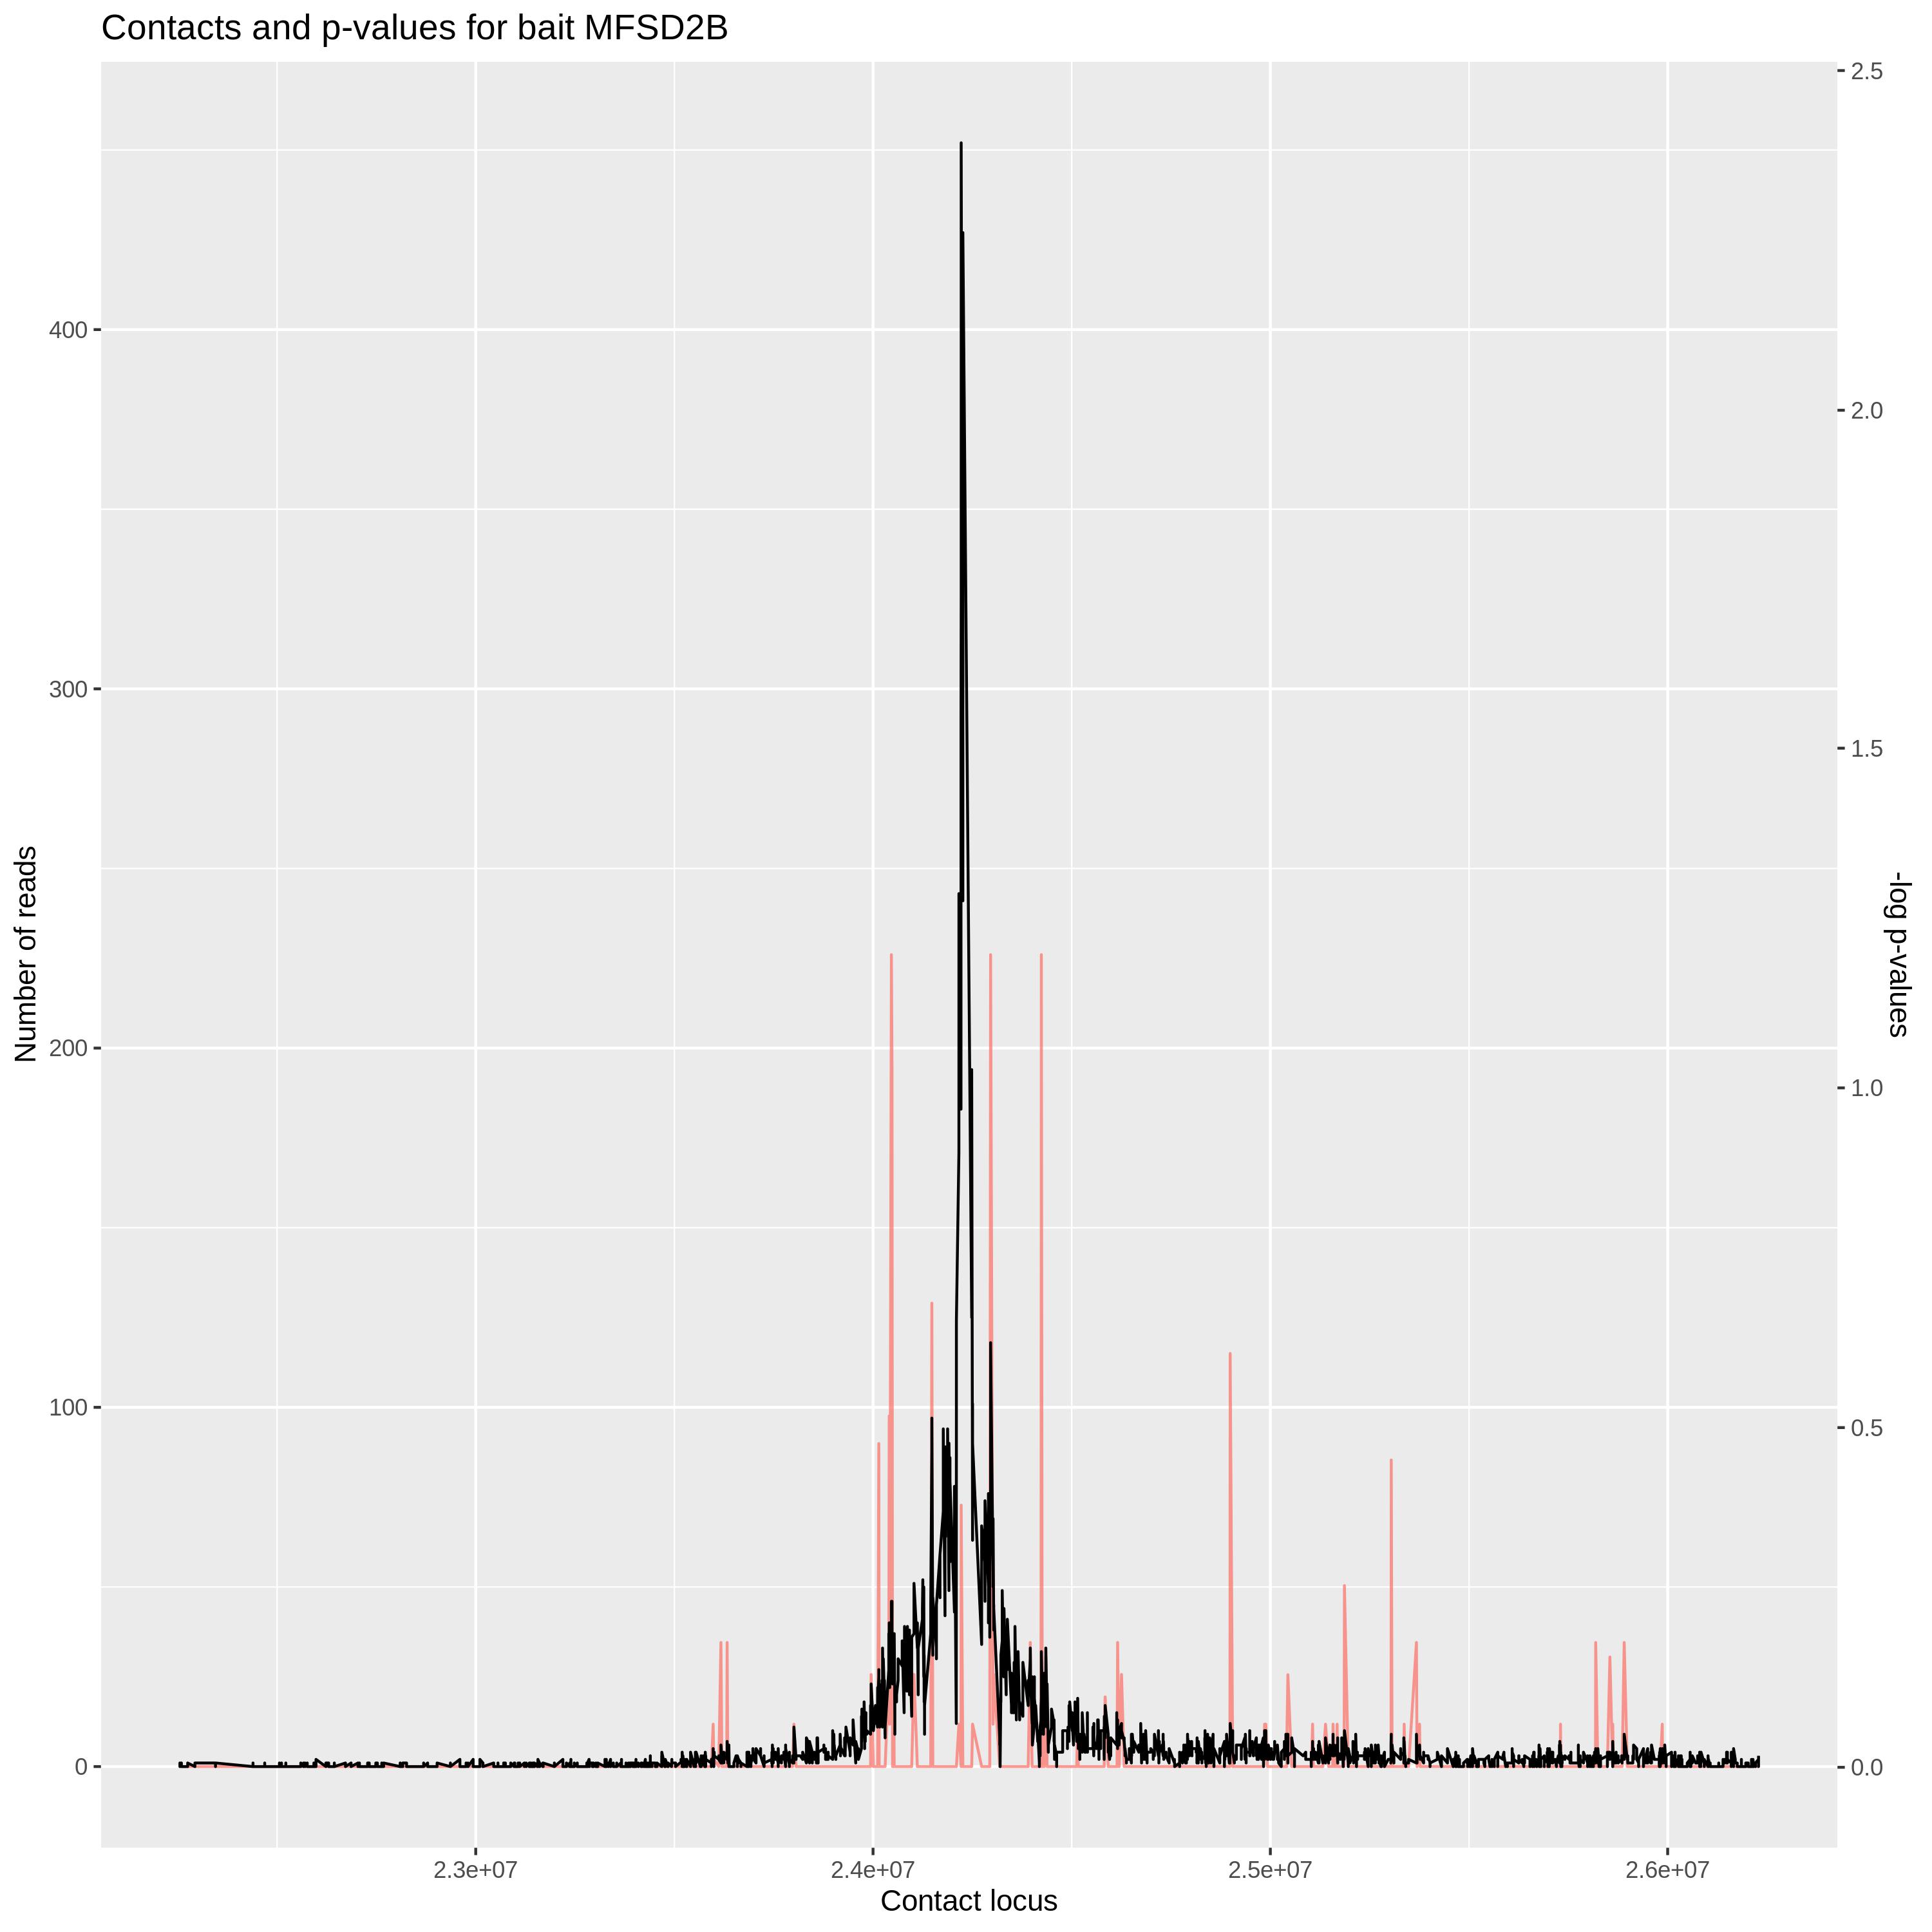 Contacts and p-values for bait MFSD2B
Number of reads
400
300
200
100
0
2.5
2.0
1.5
1.0
0.5
0.0
-log p-values
2.3e+07
2.4e+07
2.5e+07
2.6e+07
Contact locus